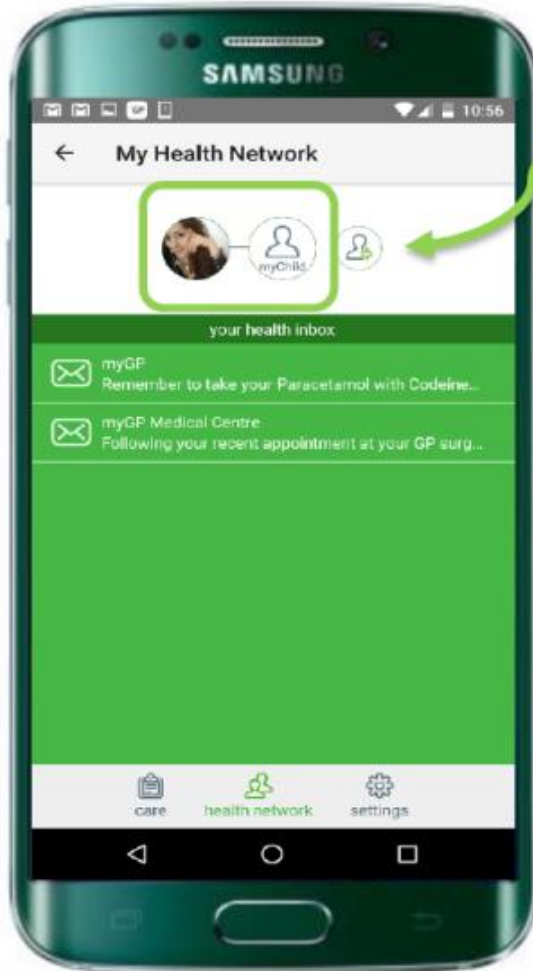 SAMSUNG
10:56
My Health Network
myChild
your health inbox
myGP
Remember to take your Paracetamol with Codeine...
myGP Medical Centre
Following your recent appointment at your GP surg...
care
health network
settings